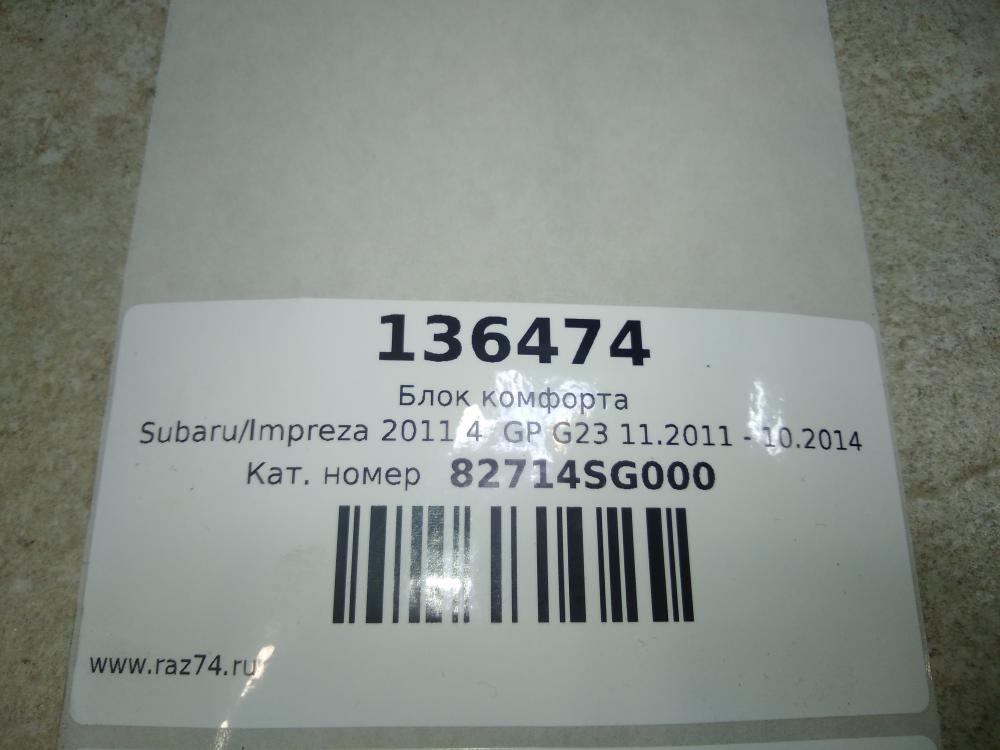 136474
Блок комфорта
Subaru/Impreza 2011 4 GP G23 11.2011 - 10.2014
Кат. номер 82714SG000
www.raz74.ru